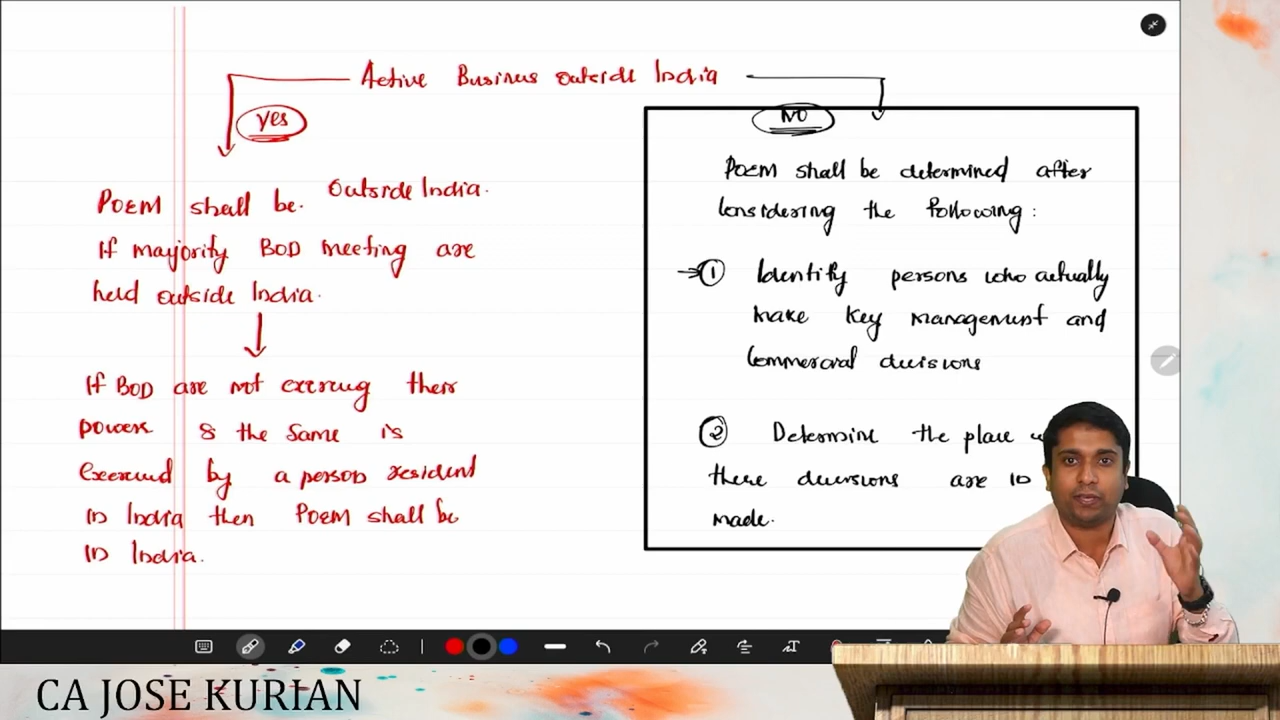 Active Business outside India
Yes
POEM shall be. Outside India.
If majority BOD meeting are
held outside India.
If BOD are not exercing their
powers & the same is
Exercised by a person resident
in India then POEM shall be
in India.
NO
POEM shall be determined after
Considering the following:
1 Identify persons who actually
make Key management and
Commercial decisions
2 Determine the place
these decisions are in
made.
CA JOSE KURIAN